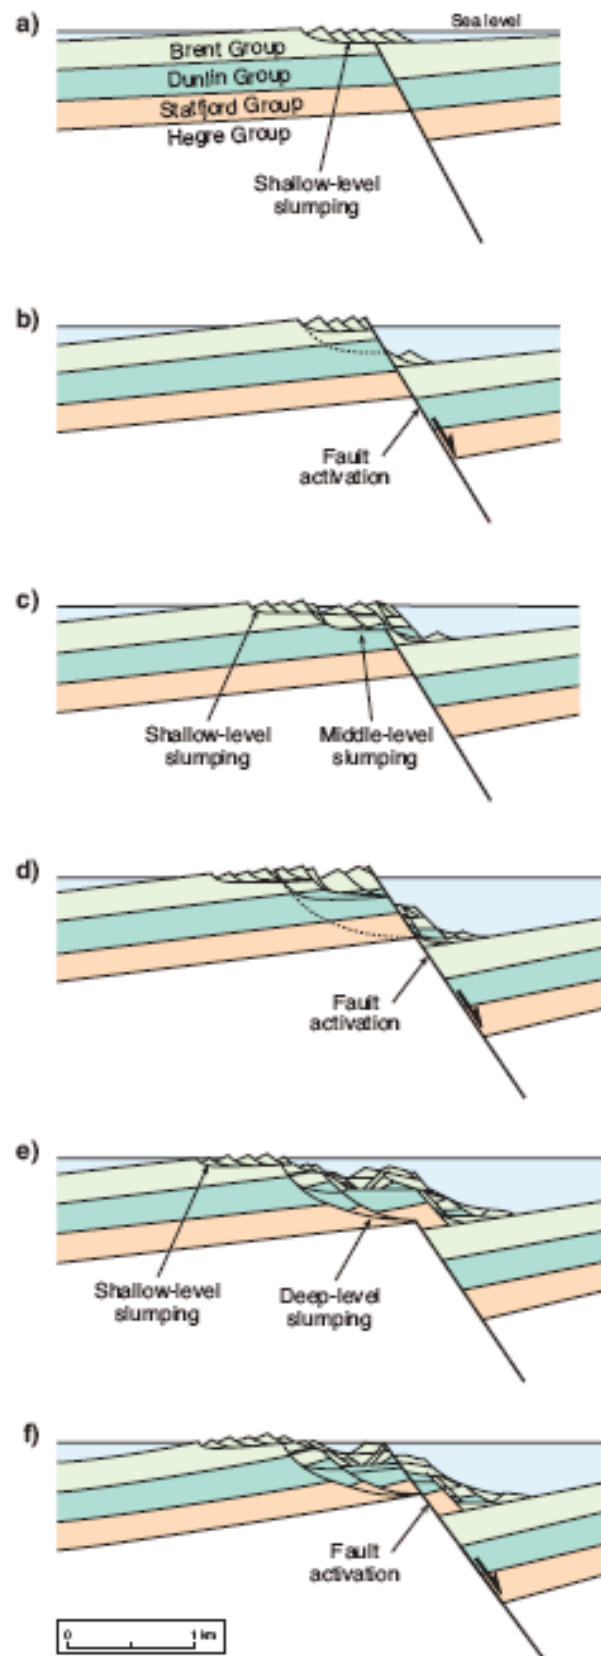 a)
Sea level
Brent Group
Dunlin Group
Statfjord Group
Hegre Group
Shallow-level
slumping
b)
Fault
activation
c)
Shallow-level
slumping
Middle-level
slumping
d)
Fault
activation
e)
Shallow-level
slumping
Deep-level
slumping
f)
Fault
activation
0
1 km